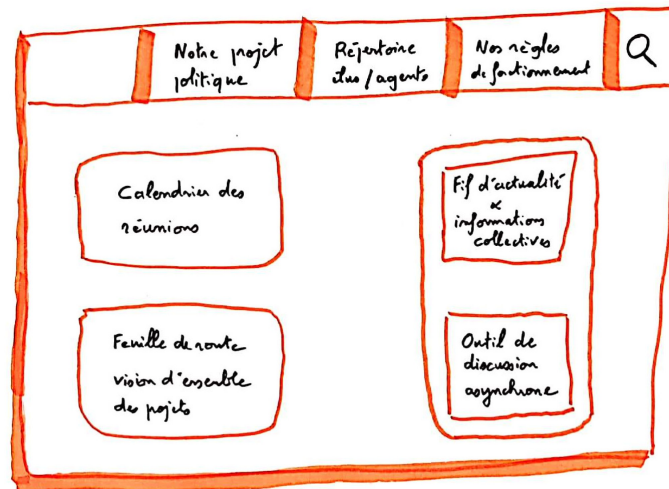 Notre projet
politique
Répertoire
élus/agents
Nos règles
de fonctionnement
Calendrier des
réunions
Fif d'actualité
&
informations
collectives
Feuille de route
vision d'ensemble
des projets
Outil de
discussion
asynchrone